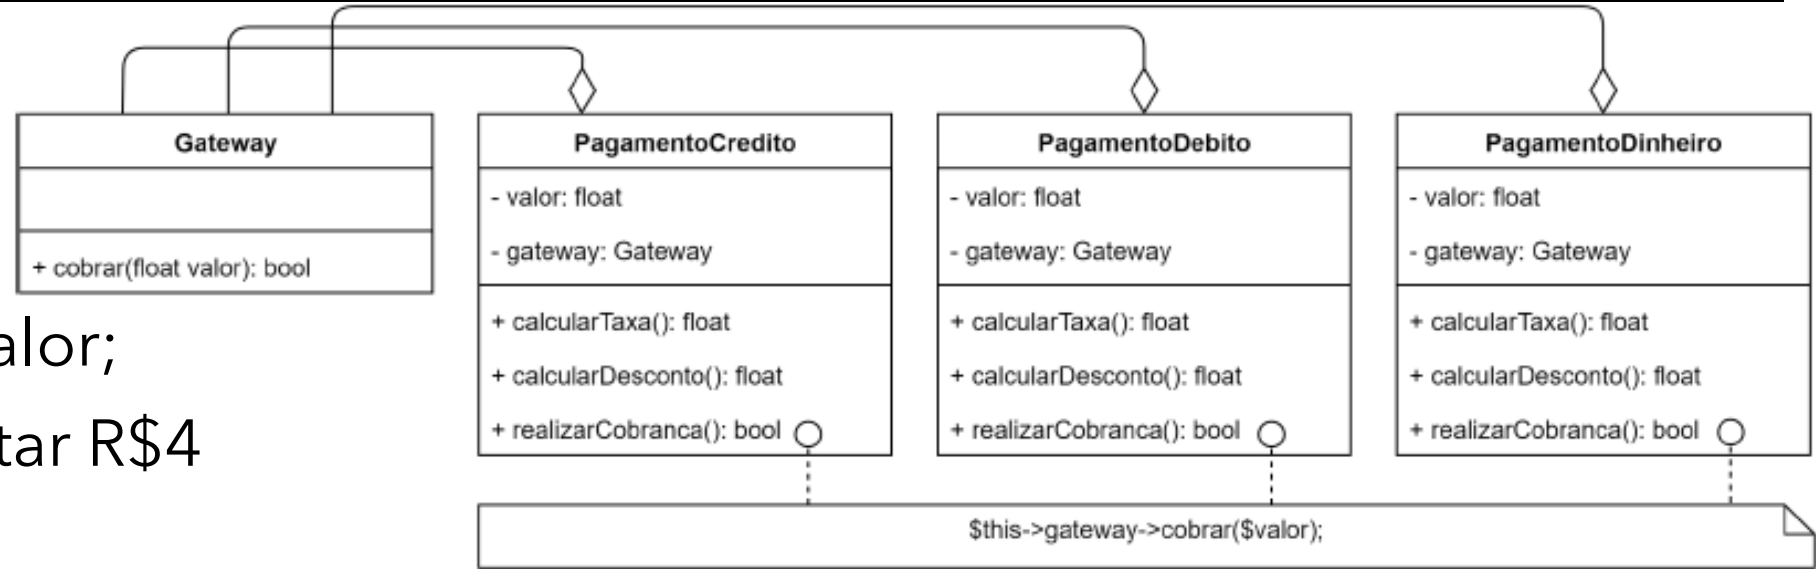 Gateway
+ cobrar(float valor): bool
PagamentoCredito
- valor: float
- gateway: Gateway
+ calcularTaxa(): float
+ calcularDesconto(): float
+ realizarCobranca(): bool
PagamentoDebito
- valor: float
- gateway: Gateway
+ calcularTaxa(): float
+ calcularDesconto(): float
+ realizarCobranca(): bool
PagamentoDinheiro
- valor: float
- gateway: Gateway
+ calcularTaxa(): float
+ calcularDesconto(): float
+ realizarCobranca(): bool
alor;
tar R$4
$this->gateway->cobrar($valor);